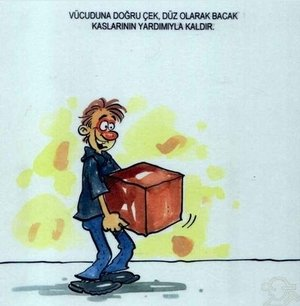 VÜCUDUNA DOĞRU ÇEK, DÜZ OLARAK BACAK
KASLARININ YARDIMIYLA KALDIR.